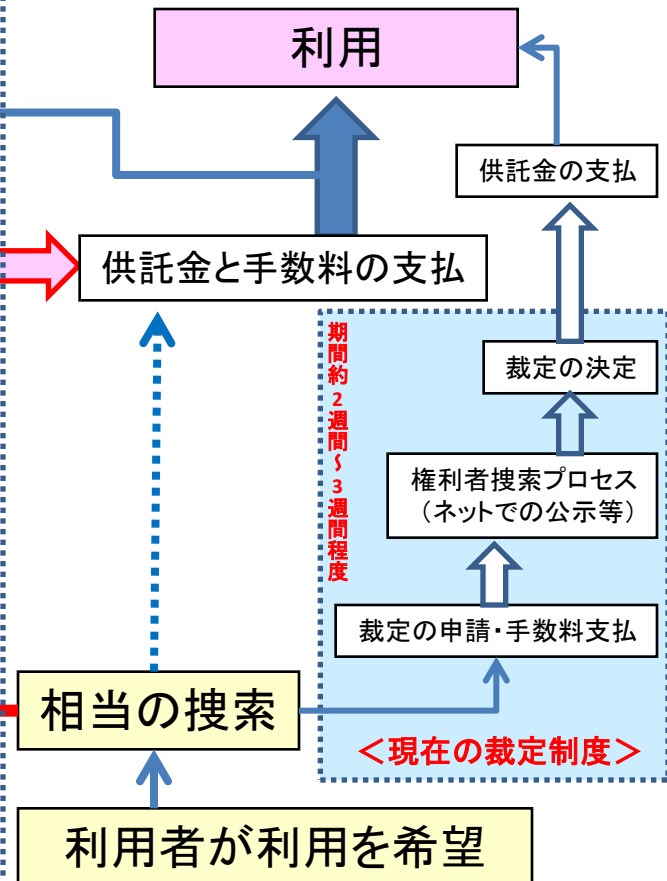 利用
供託金の支払
供託金と手数料の支払
期間約2週間~3週間程度
裁定の決定
権利者捜索プロセス
(ネットでの公示等)
裁定の申請・手数料支払
相当の捜索
<現在の裁定制度>
利用者が利用を希望